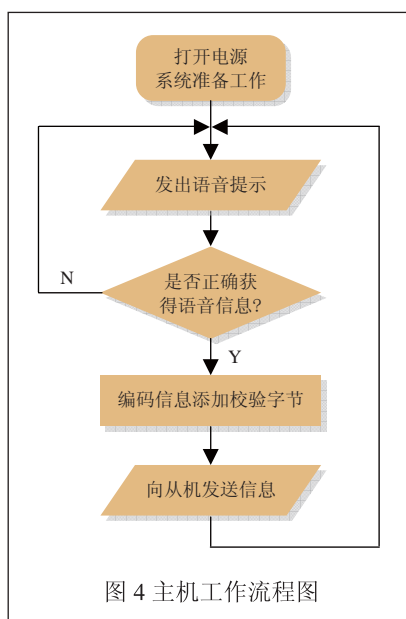 打开电源
系统准备工作
发出语音提示
是否正确获
得语音信息?
N
Y
编码信息添加校验字节
向从机发送信息
图 4 主机工作流程图